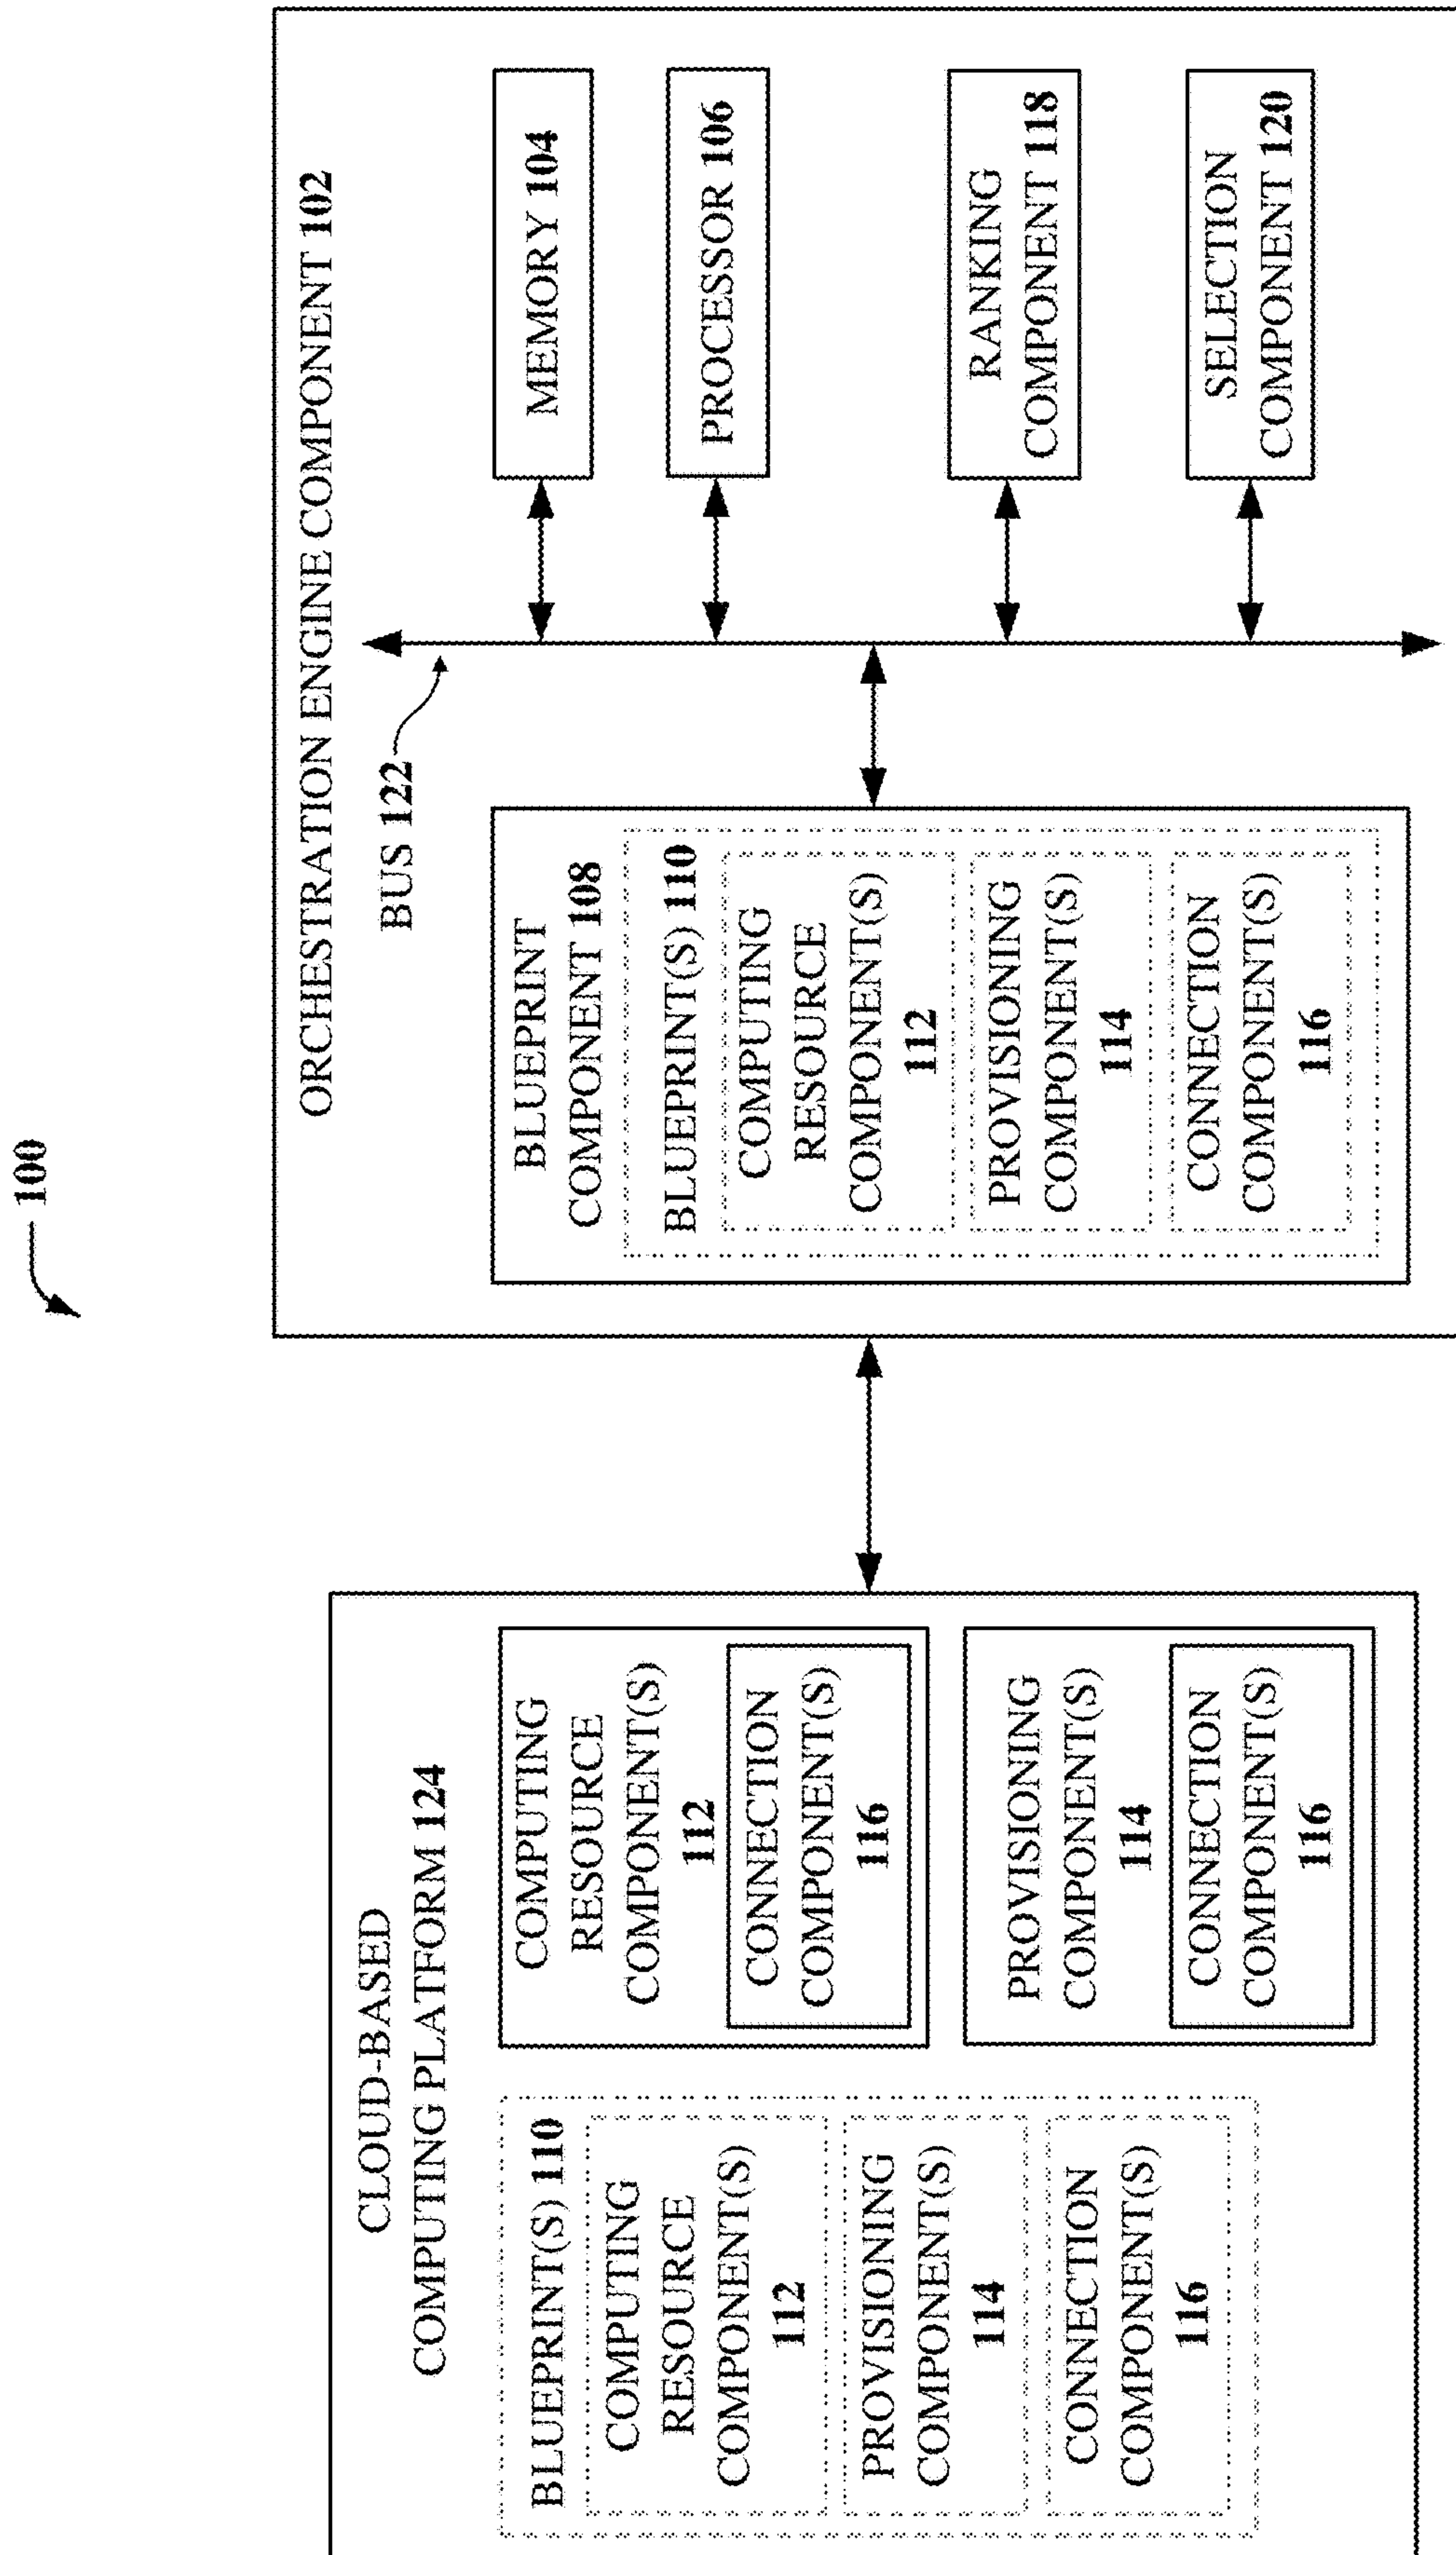 100
CLOUD-BASED
COMPUTING PLATFORM 124
BLUEPRINT(S) 110
COMPUTING
RESOURCE
COMPONENT(S)
112
PROVISIONING
COMPONENT(S)
114
CONNECTION
COMPONENT(S)
116
COMPUTING
RESOURCE
COMPONENT(S)
112
CONNECTION
COMPONENT(S)
116
PROVISIONING
COMPONENT(S)
114
CONNECTION
COMPONENT(S)
116
ORCHESTRATION ENGINE COMPONENT 102
BUS 122
BLUEPRINT
COMPONENT 108
BLUEPRINT(S) 110
COMPUTING
RESOURCE
COMPONENT(S)
112
PROVISIONING
COMPONENT(S)
114
CONNECTION
COMPONENT(S)
116
MEMORY 104
PROCESSOR 106
RANKING
COMPONENT 118
SELECTION
COMPONENT 120